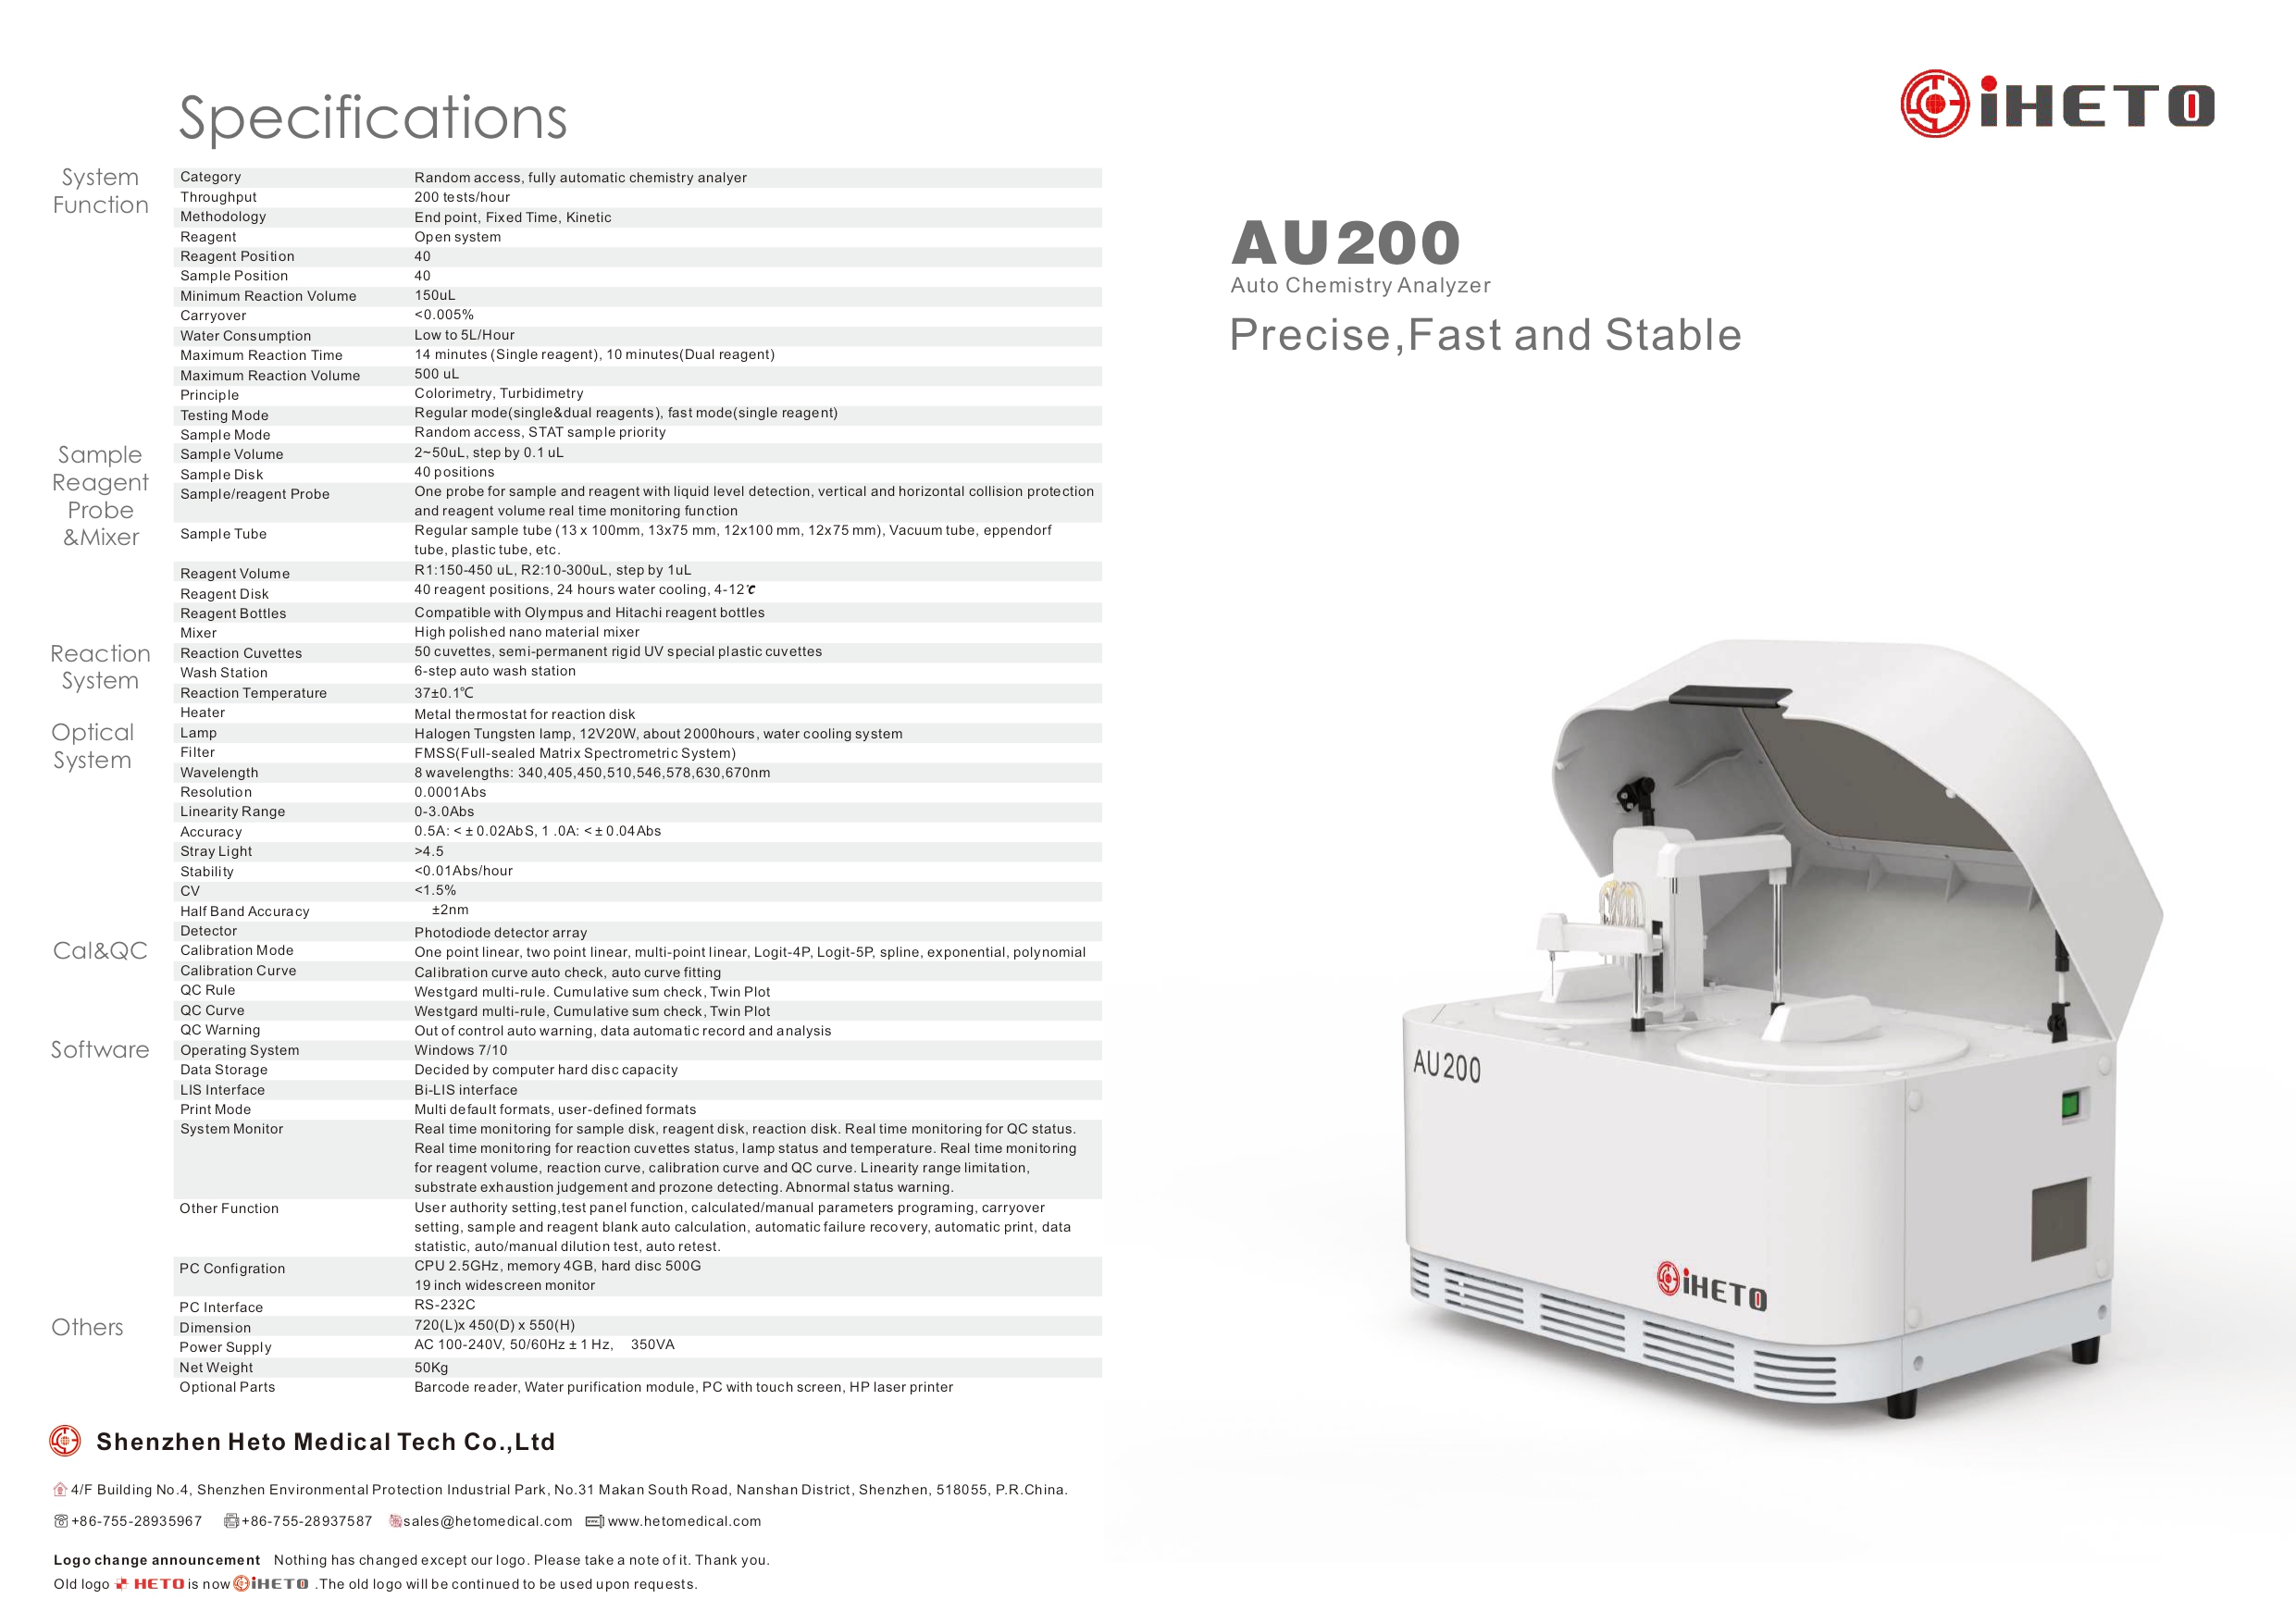 Specifications
System
Function
Category Random access, fully automatic chemistry analyer
Throughput 200 tests/hour
Methodology End point, Fixed Time, Kinetic
Reagent Open system
Reagent Position 40
Sample Position 40
Minimum Reaction Volume 150uL
Carryover <0.005%
Water Consumption Low to 5L/Hour
Maximum Reaction Time 14 minutes (Single reagent), 10 minutes(Dual reagent)
Maximum Reaction Volume 500 uL
Principle Colorimetry, Turbidimetry
Testing Mode Regular mode(single&dual reagents), fast mode(single reagent)
Sample Mode Random access, STAT sample priority
Sample
Reagent
Probe
&Mixer
Sample Volume 2~50uL, step by 0.1 uL
Sample Disk 40 positions
Sample/reagent Probe One probe for sample and reagent with liquid level detection, vertical and horizontal collision protection
and reagent volume real time monitoring function
Sample Tube Regular sample tube (13 x 100mm, 13x75 mm, 12x100 mm, 12x75 mm), Vacuum tube, eppendorf
tube, plastic tube, etc.
Reagent Volume R1:150-450 uL, R2:10-300uL, step by 1uL
Reagent Disk 40 reagent positions, 24 hours water cooling, 4-12℃
Reagent Bottles Compatible with Olympus and Hitachi reagent bottles
Mixer High polished nano material mixer
Reaction
System
Reaction Cuvettes 50 cuvettes, semi-permanent rigid UV special plastic cuvettes
Wash Station 6-step auto wash station
Reaction Temperature 37±0.1℃
Heater Metal thermostat for reaction disk
Optical
System
Lamp Halogen Tungsten lamp, 12V20W, about 2000hours, water cooling system
Filter FMSS(Full-sealed Matrix Spectrometric System)
Wavelength 8 wavelengths: 340,405,450,510,546,578,630,670nm
Resolution 0.0001Abs
Linearity Range 0-3.0Abs
Accuracy 0.5A: < ± 0.02AbS, 1 .0A: < ± 0.04Abs
Stray Light >4.5
Stability <0.01Abs/hour
CV <1.5%
Half Band Accuracy ±2nm
Detector Photodiode detector array
Cal&QC
Calibration Mode One point linear, two point linear, multi-point linear, Logit-4P, Logit-5P, spline, exponential, polynomial
Calibration Curve Calibration curve auto check, auto curve fitting
QC Rule Westgard multi-rule. Cumulative sum check, Twin Plot
QC Curve Westgard multi-rule, Cumulative sum check, Twin Plot
QC Warning Out of control auto warning, data automatic record and analysis
Software
Operating System Windows 7/10
Data Storage Decided by computer hard disc capacity
LIS Interface Bi-LIS interface
Print Mode Multi default formats, user-defined formats
System Monitor Real time monitoring for sample disk, reagent disk, reaction disk. Real time monitoring for QC status.
Real time monitoring for reaction cuvettes status, lamp status and temperature. Real time monitoring
for reagent volume, reaction curve, calibration curve and QC curve. Linearity range limitation,
substrate exhaustion judgement and prozone detecting. Abnormal status warning.
Other Function User authority setting,test panel function, calculated/manual parameters programing, carryover
setting, sample and reagent blank auto calculation, automatic failure recovery, automatic print, data
statistic, auto/manual dilution test, auto retest.
PC Configration CPU 2.5GHz, memory 4GB, hard disc 500G
19 inch widescreen monitor
PC Interface RS-232C
Others
Dimension 720(L)x 450(D) x 550(H)
Power Supply AC 100-240V, 50/60Hz ± 1 Hz, 350VA
Net Weight 50Kg
Optional Parts Barcode reader, Water purification module, PC with touch screen, HP laser printer
Shenzhen Heto Medical Tech Co.,Ltd
4/F Building No.4, Shenzhen Environmental Protection Industrial Park, No.31 Makan South Road, Nanshan District, Shenzhen, 518055, P.R.China.
+86-755-28935967 +86-755-28937587 sales@hetomedical.com www.hetomedical.com
Logo change announcement Nothing has changed except our logo. Please take a note of it. Thank you.
Old logo HETO is now iHETO .The old logo will be continued to be used upon requests.
iHETO
AU200
Auto Chemistry Analyzer
Precise,Fast and Stable
AU200
iHETO